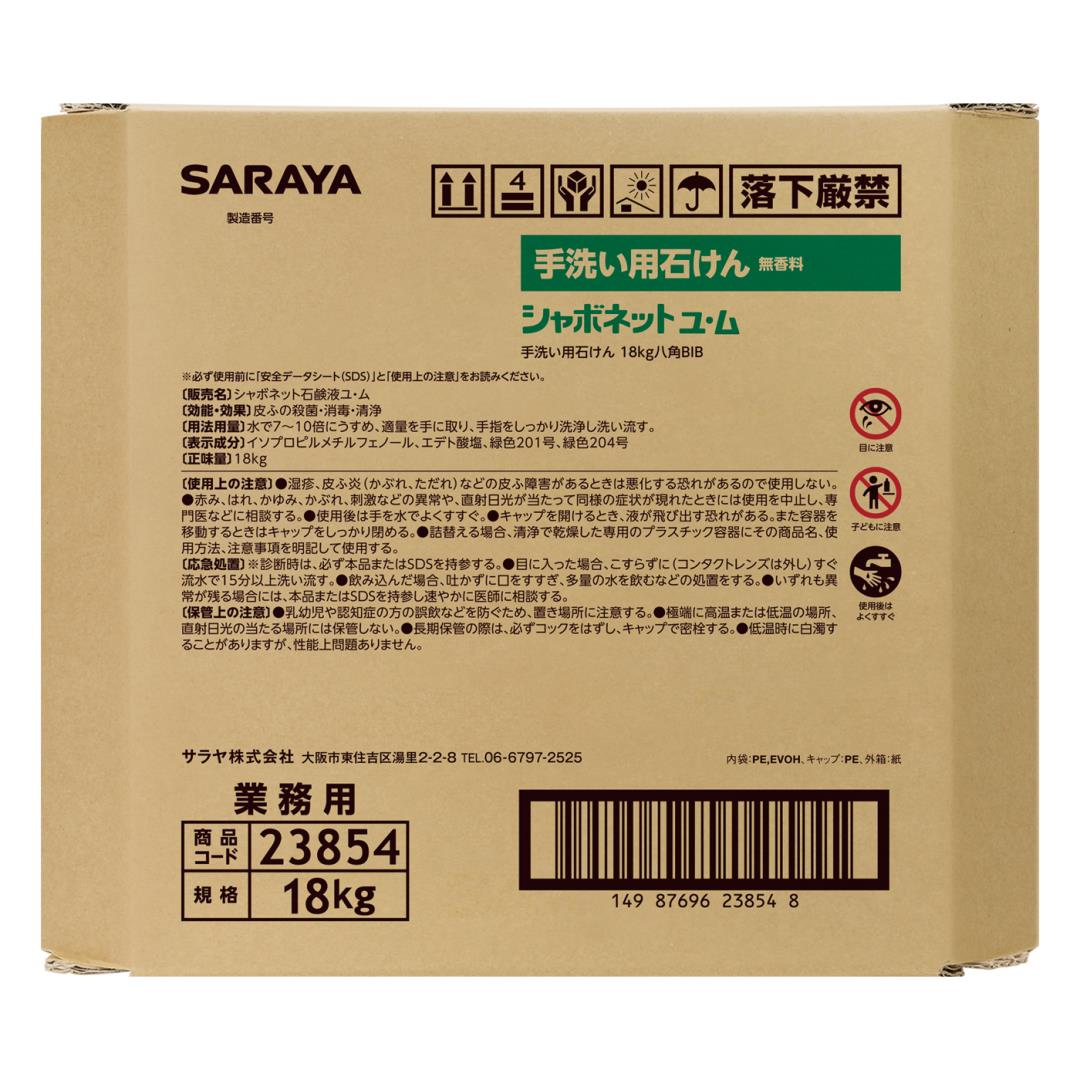 SARAYA
製造番号
4
落下厳禁
手洗い用石けん 無香料
シャボネット ユ・ム
手洗い用石けん 18kg八角BIB
※必ず使用前に「安全データシート(SDS)」と「使用上の注意」をお読みください。
〔販売名〕シャボネット石鹸液ユ・ム
〔効能・効果〕皮ふの殺菌・消毒・清浄
〔用法用量〕水で7〜10倍にうすめ、適量を手に取り、手指をしっかり洗浄し洗い流す。
〔表示成分〕イソプロピルメチルフェノール、エデト酸塩、緑色201号、緑色204号
〔正味量〕18kg
〔使用上の注意〕●湿疹、皮ふ炎(かぶれ、ただれ)などの皮ふ障害があるときは悪化する恐れがあるので使用しない。
●赤み、はれ、かゆみ、かぶれ、刺激などの異常や、直射日光が当たって同様の症状が現れたときには使用を中止し、専
門医などに相談する。●使用後は手を水でよくすすぐ。●キャップを開けるとき、液が飛び出す恐れがある。また容器を
移動するときはキャップをしっかり閉める。●詰替える場合、清浄で乾燥した専用のプラスチック容器にその商品名、使
用方法、注意事項を明記して使用する。
〔応急処置〕※診断時は、必ず本品またはSDSを持参する。●目に入った場合、こすらずに(コンタクトレンズは外し)すぐ
流水で15分以上洗い流す。●飲み込んだ場合、吐かずに口をすすぎ、多量の水を飲むなどの処置をする。●いずれも異
常が残る場合には、本品またはSDSを持参し速やかに医師に相談する。
〔保管上の注意〕●乳幼児や認知症の方の誤飲などを防ぐため、置き場所に注意する。●極端に高温または低温の場所、
直射日光の当たる場所には保管しない。●長期保管の際は、必ずコックをはずし、キャップで密栓する。●低温時に白濁す
ることがありますが、性能上問題ありません。
目に注意
子どもに注意
使用後は
よくすすぐ
サラヤ株式会社 大阪市東住吉区湯里2-2-8 TEL.06-6797-2525
内袋:PE,EVOH、キャップ:PE、外箱:紙
業務用
商品
コード
23854
規格
18kg
149 87696 23854 8